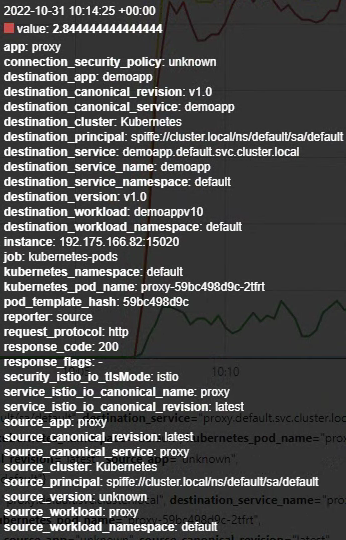 2022-10-31 10:14:25 +00:00
value: 2.844444444444444
app: proxy
connection_security_policy: unknown
destination_app: demoapp
destination_canonical_revision: v1.0
destination_canonical_service: demoapp
destination_cluster: Kubernetes
destination_principal: spiffe://cluster.local/ns/default/sa/default
destination_service: demoapp.default.svc.cluster.local
destination_service_name: demoapp
destination_service_namespace: default
destination_version: v1.0
destination_workload: demoappv10
destination_workload_namespace: default
instance: 192.175.166.82:15020
job: kubernetes-pods
kubernetes_namespace: default
kubernetes_pod_name: proxy-59bc498d9c-2tfrt
pod_template_hash: 59bc498d9c
reporter: source
request_protocol: http
response_code: 200
response_flags: -
10:10
security_istio_io_tlsMode: istio
service_istio_io_canonical_name: proxy
service_istio_io_canonical_revision: latest
source_app: proxy
source_canonical_revision: latest
source_canonical_service: proxy
source_cluster: Kubernetes
source_principal: spiffe://cluster.local/ns/default/sa/default
source_version: unknown
source_workload: proxy
source_workload_namespace: default